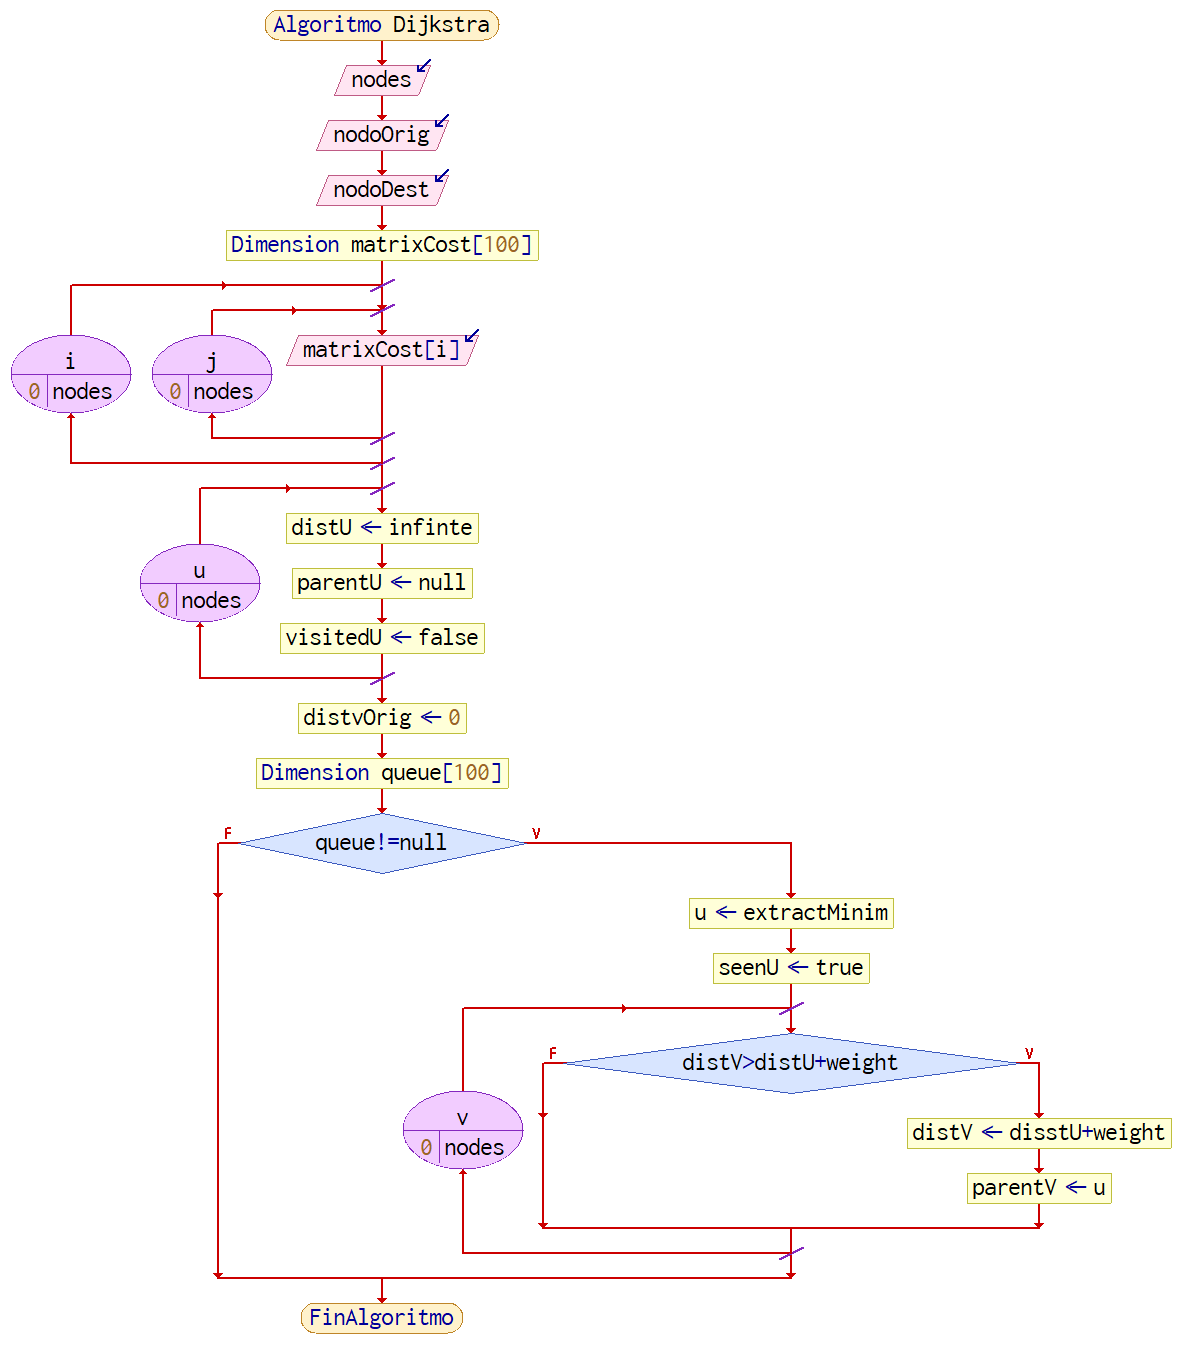 Algoritmo Dijkstra
nodes
nodoOrig
nodoDest
Dimension matrixCost[100]
matrixCost[i]
i
0 nodes
j
0 nodes
distU ← infinte
parentU ← null
visitedU ← false
u
0 nodes
distvOrig ← 0
Dimension queue[100]
queue!=null
F
V
u ← extractMinim
seenU ← true
distV>distU+weight
F
V
v
0 nodes
distV ← disstU+weight
parentV ← u
FinAlgoritmo